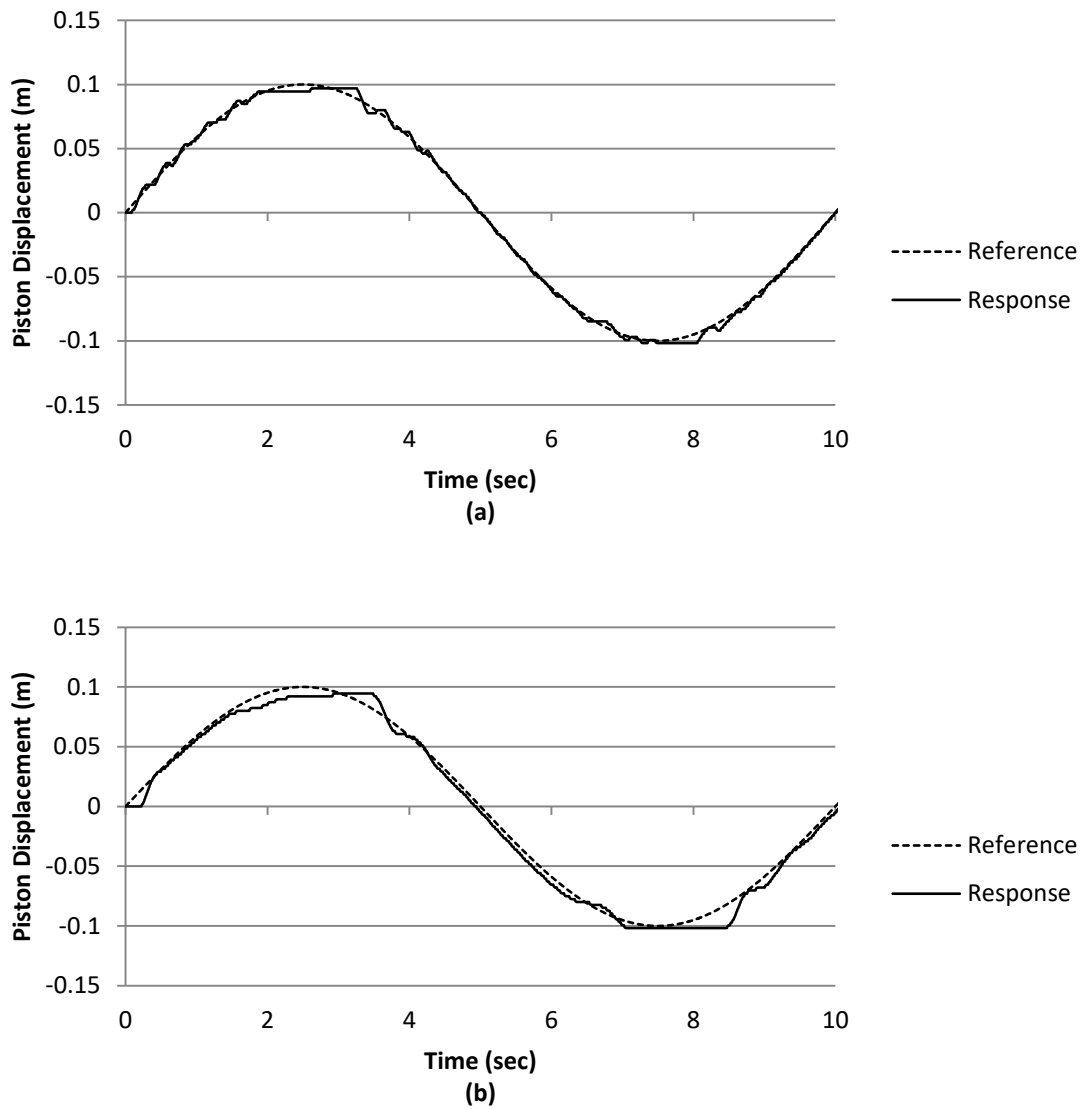 0.15
0.1
0.05
0
-0.05
-0.1
-0.15
Piston Displacement (m)
0 2 4 6 8 10
Time (sec)
(a)
Reference
Response
0.15
0.1
0.05
0
-0.05
-0.1
-0.15
Piston Displacement (m)
0 2 4 6 8 10
Time (sec)
(b)
Reference
Response